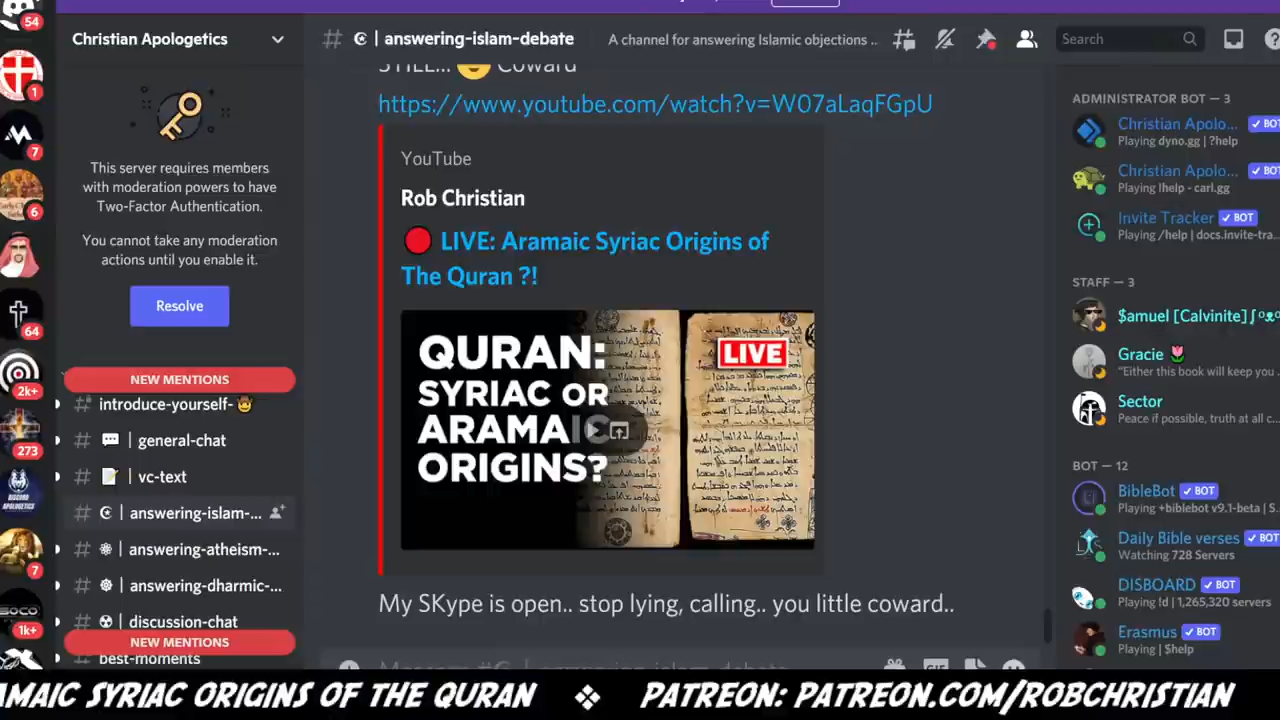 54
1
7
6
64
2k+
273
7
SOCO
1k+
Christian Apologetics
This server requires members
with moderation powers to have
Two-Factor Authentication.
You cannot take any moderation
actions until you enable it.
Resolve
NEW MENTIONS
# introduce-yourself-
# | general-chat
# | vc-text
# | answering-islam-...
# | answering-atheism-...
# | answering-dharmic-...
# | discussion-chat
NEW MENTIONS
best-moments
# | answering-islam-debate
A channel for answering Islamic objections ..
Search
STILL... Coward
https://www.youtube.com/watch?v=W07aLaqFGpU
YouTube
Rob Christian
LIVE: Aramaic Syriac Origins of
The Quran ?!
QURAN:
SYRIAC OR
ARAMAIC
ORIGINS?
LIVE
My SKype is open.. stop lying, calling.. you little coward..
ADMINISTRATOR BOT — 3
Christian Apolo... ✓ BOT
Playing dyno.gg | ?help
Christian Apolo... ✓ BOT
Playing !help - carl.gg
Invite Tracker ✓ BOT
Playing /help | docs.invite-tra...
STAFF — 3
$amuel [Calvinite]
Gracie
"Either this book will keep you ...
Sector
Peace if possible, truth at all c...
BOT — 12
BibleBot ✓ BOT
Playing +biblebot v9.1-beta | S...
Daily Bible verses ✓ BOT
Watching 728 Servers
DISBOARD ✓ BOT
Playing !d | 1,265,320 servers
Erasmus ✓ BOT
Playing | $help
AMAIC SYRIAC ORIGINS OF THE QURAN ❖ PATREON: PATREON.COM/ROBCHRISTIAN